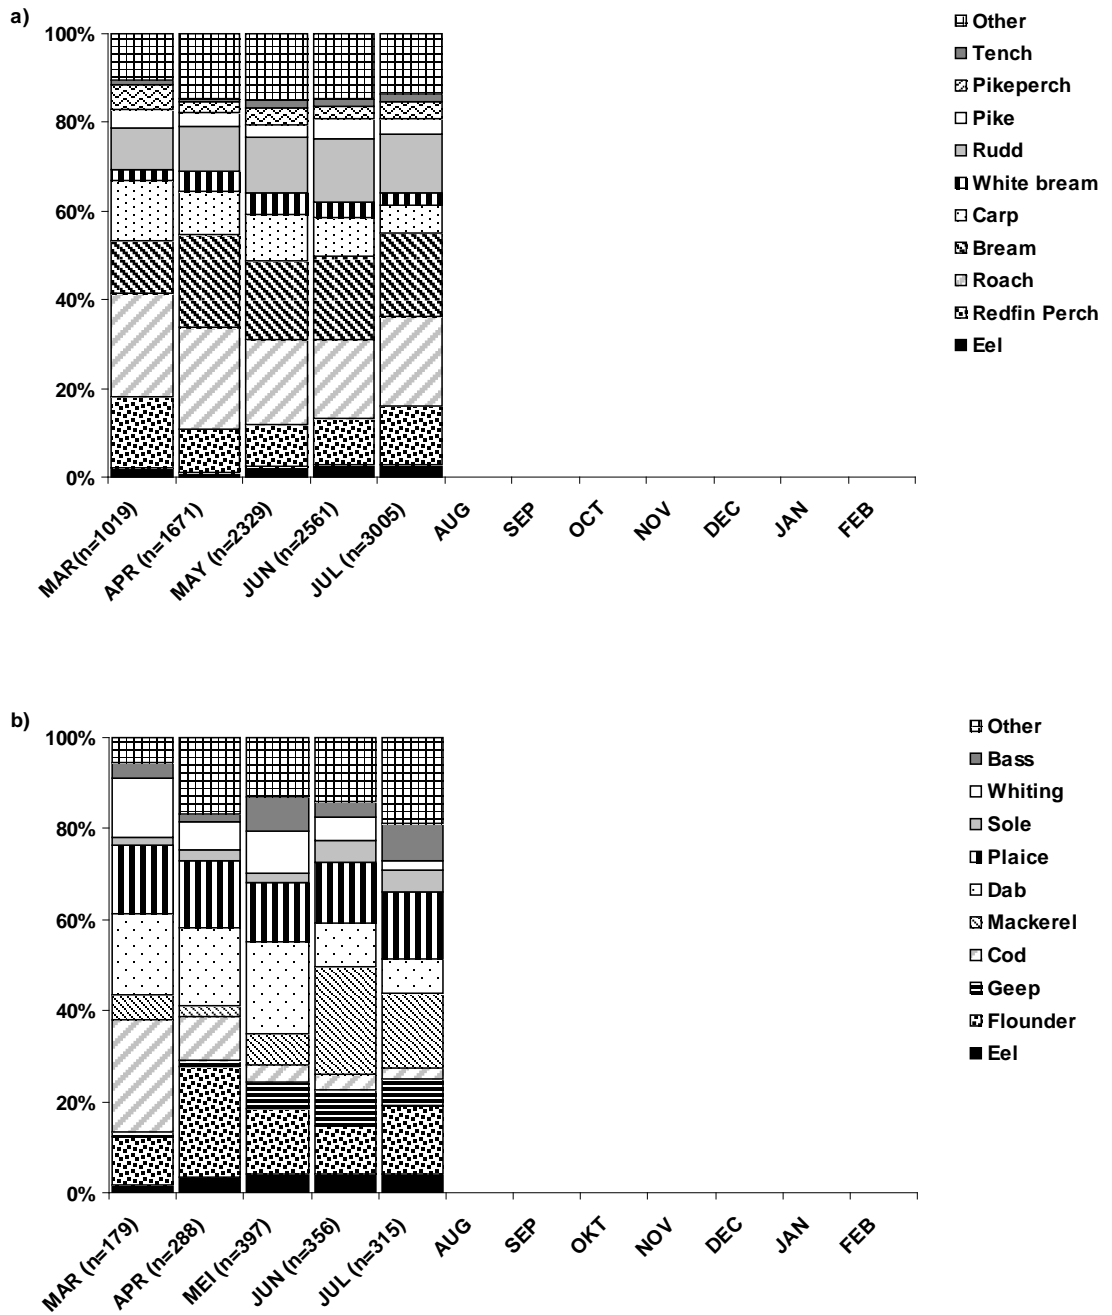 a)
100%
80%
60%
40%
20%
0%
MAR(n=1019)
APR (n=1671)
MAY (n=2329)
JUN (n=2561)
JUL (n=3005)
AUG
SEP
OCT
NOV
DEC
JAN
FEB
Other
Tench
Pikeperch
Pike
Rudd
White bream
Carp
Bream
Roach
Redfin Perch
Eel
b)
100%
80%
60%
40%
20%
0%
MAR (n=179)
APR (n=288)
MEI (n=397)
JUN (n=356)
JUL (n=315)
AUG
SEP
OKT
NOV
DEC
JAN
FEB
Other
Bass
Whiting
Sole
Plaice
Dab
Mackerel
Cod
Geep
Flounder
Eel